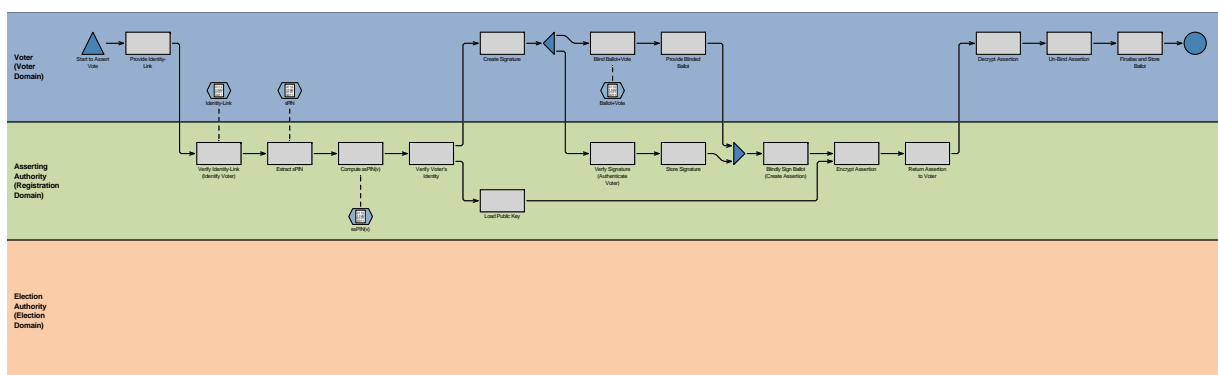 Voter
(Voter
Domain)
Start to Assert
Vote
Provide Identity-
Link
Create Signature
Blind Ballot+Vote
Provide Blinded
Ballot
Decrypt Assertion
Un-Bind Assertion
Finalise and Store
Ballot
Identity-Link
sPIN
Ballot+Vote
Asserting
Authority
(Registration
Domain)
Verify Identity-Link
(Identify Voter)
Extract sPIN
Compute ssPIN(v)
Verify Voter's
Identity
Verify Signature
(Authenticate
Voter)
Store Signature
Blindly Sign Ballot
(Create Assertion)
Encrypt Assertion
Return Assertion
to Voter
ssPIN(v)
Load Public Key
Election
Authority
(Election
Domain)